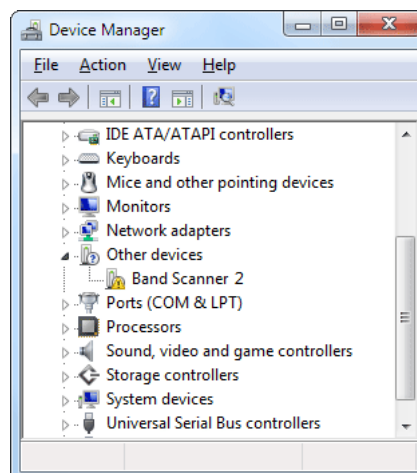 Device Manager
File Action View Help
IDE ATA/ATAPI controllers
Keyboards
Mice and other pointing devices
Monitors
Network adapters
Other devices
Band Scanner 2
Ports (COM & LPT)
Processors
Sound, video and game controllers
Storage controllers
System devices
Universal Serial Bus controllers